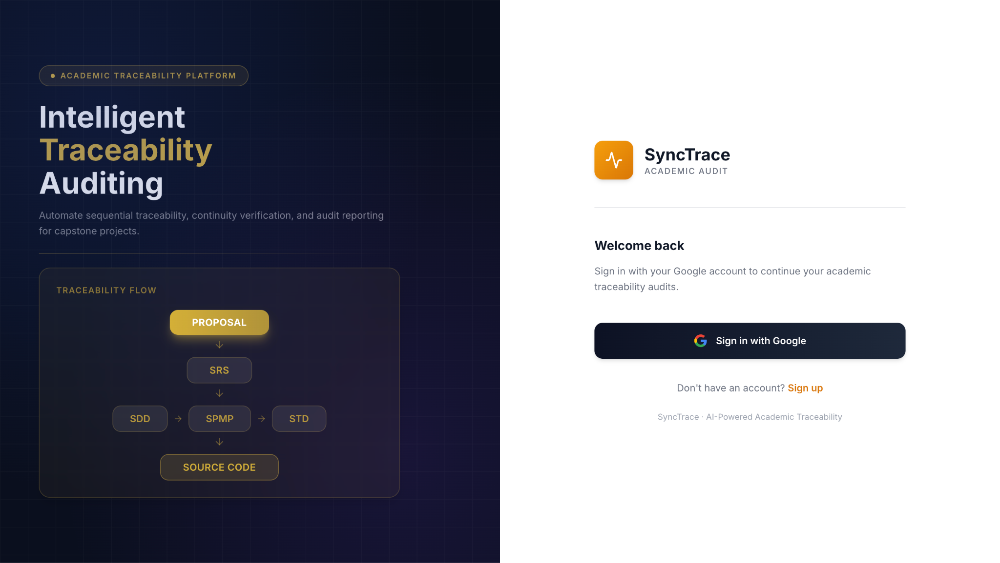 ACADEMIC TRACEABILITY PLATFORM
Intelligent
Traceability
Auditing
Automate sequential traceability, continuity verification, and audit reporting
for capstone projects.
TRACEABILITY FLOW
PROPOSAL
SRS
SDD
SPMP
STD
SOURCE CODE
SyncTrace
ACADEMIC AUDIT
Welcome back
Sign in with your Google account to continue your academic
traceability audits.
Sign in with Google
Don't have an account? Sign up
SyncTrace · AI-Powered Academic Traceability